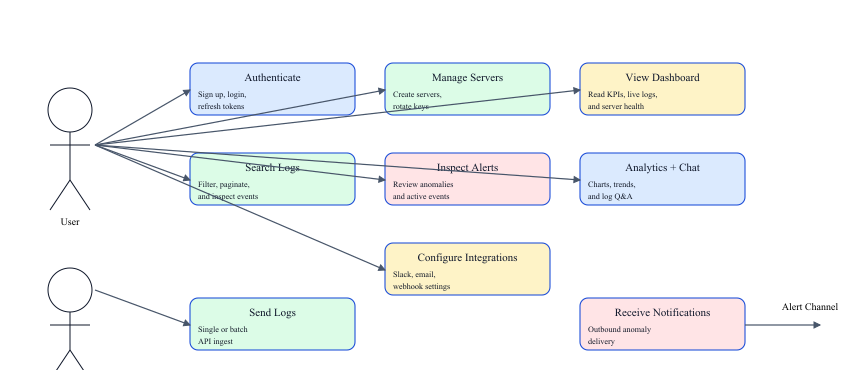 Authenticate
Sign up, login,
refresh tokens
Manage Servers
Create servers,
rotate keys
View Dashboard
Read KPIs, live logs,
and server health
Search Logs
Filter, paginate,
and inspect events
Inspect Alerts
Review anomalies
and active events
Analytics + Chat
Charts, trends,
and log Q&A
User
Configure Integrations
Slack, email,
webhook settings
Send Logs
Single or batch
API ingest
Receive Notifications
Outbound anomaly
delivery
Alert Channel